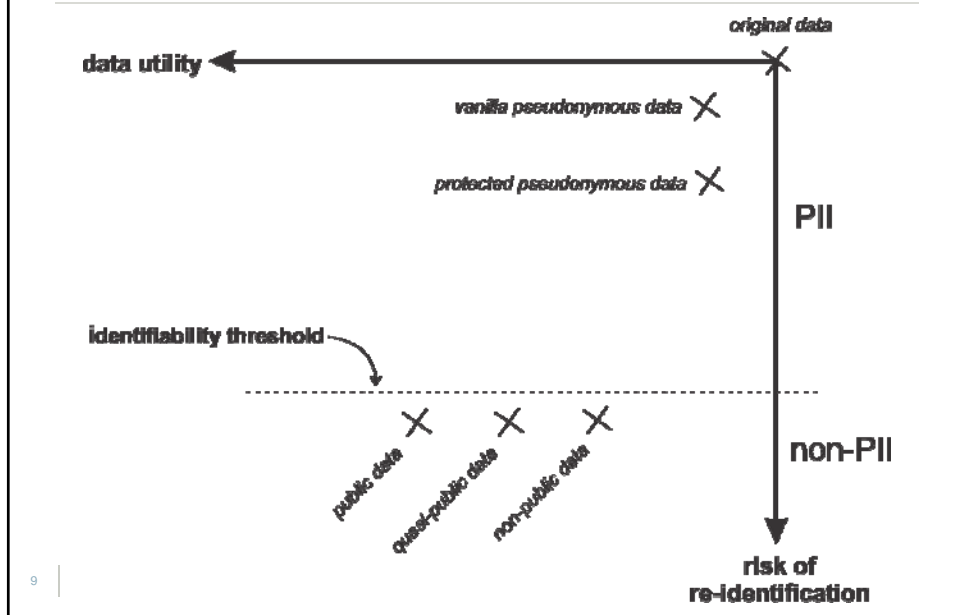 original data
data utility
vanilla pseudonymous data
protected pseudonymous data
PII
identifiability threshold
public data
quasi-public data
non-public data
non-PII
risk of
re-identification
9